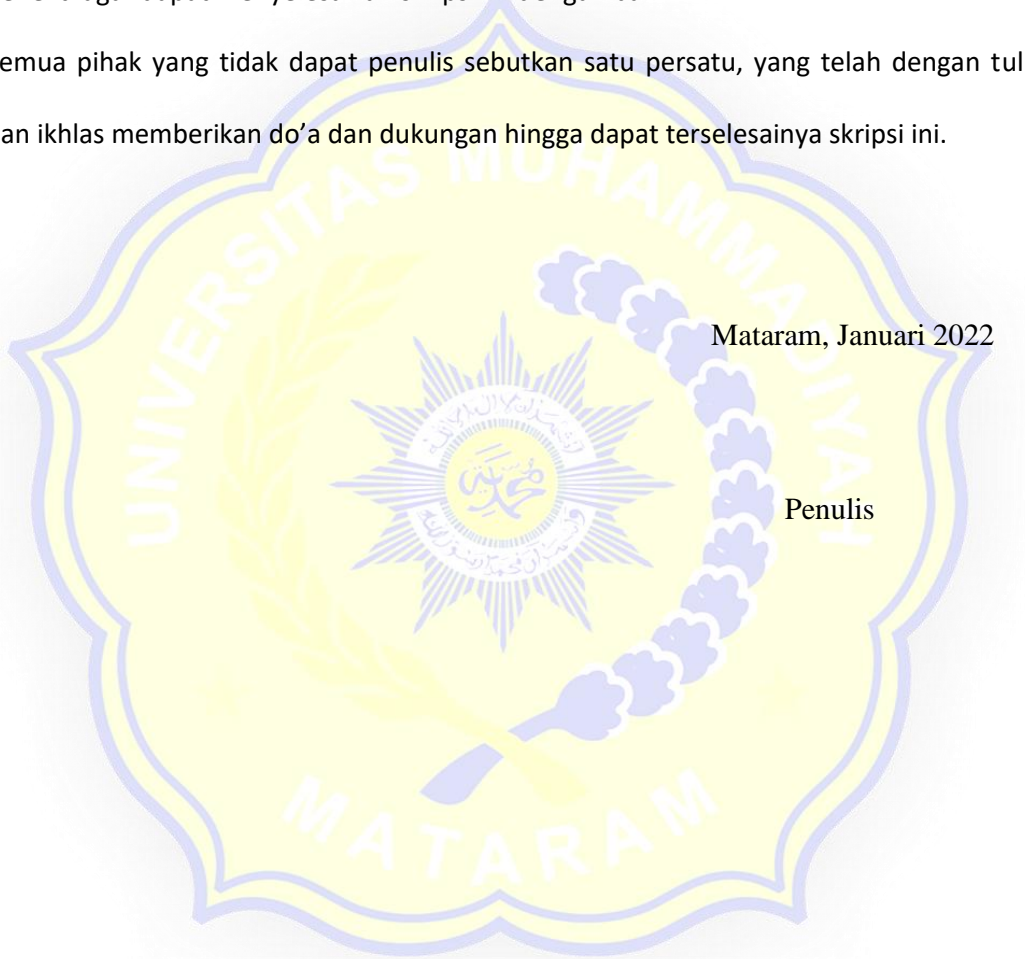 emua pihak yang tidak dapat penulis sebutkan satu persatu, yang telah dengan tul
an ikhlas memberikan do’a dan dukungan hingga dapat terselesainya skripsi ini.
UNIVERSITAS MUHAMMADIYAH
Mataram, Januari 2022
Penulis
MATARAM